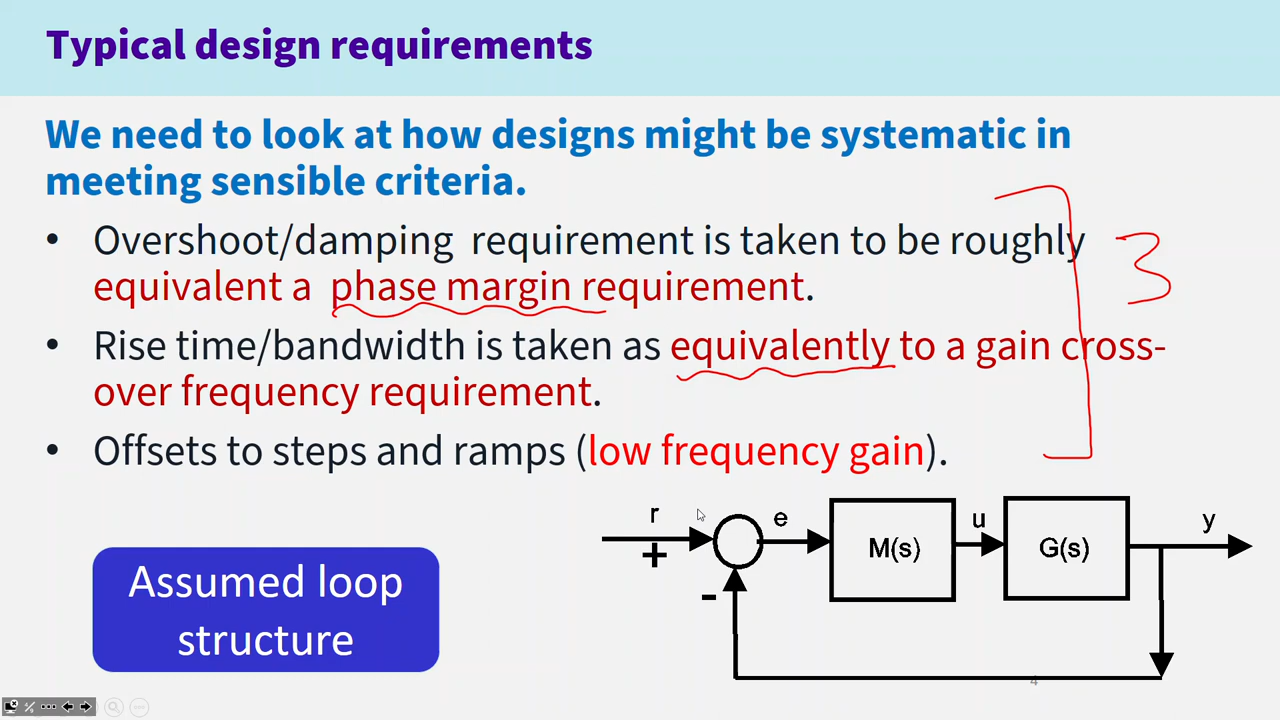 Typical design requirements
We need to look at how designs might be systematic in
meeting sensible criteria.
• Overshoot/damping requirement is taken to be roughly
equivalent a phase margin requirement.
3
• Rise time/bandwidth is taken as equivalently to a gain cross-
over frequency requirement.
• Offsets to steps and ramps (low frequency gain).
r
+
-
e
M(s)
u
G(s)
y
Assumed loop
structure
4